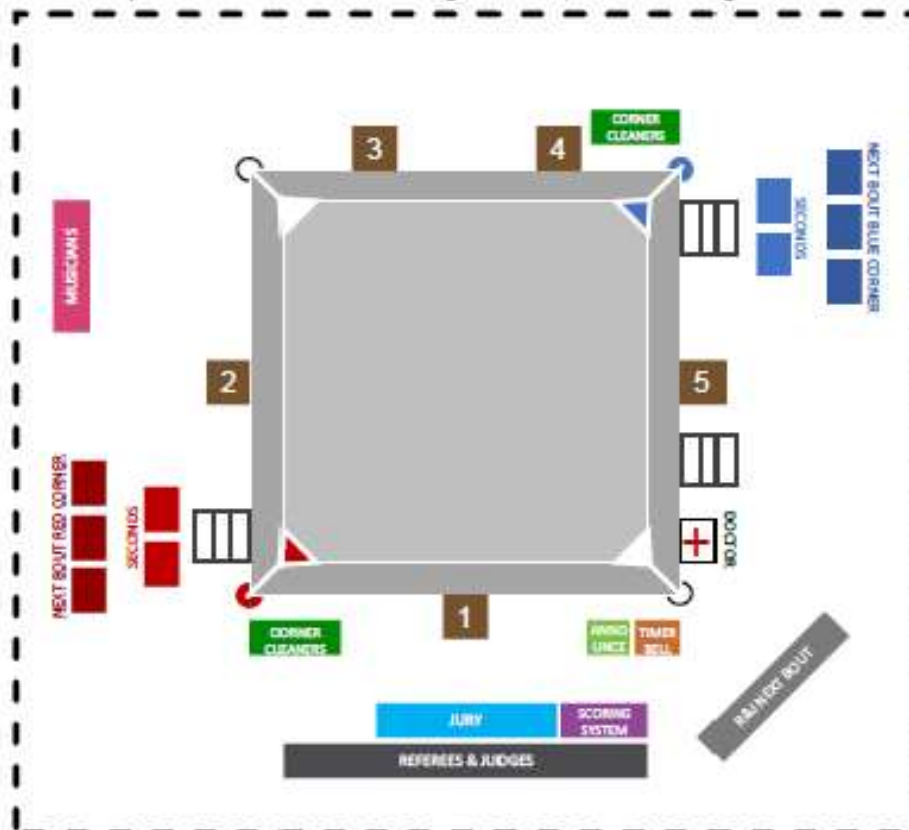 CORNER
CLEANERS
3
4
MUSICIANS
SECONDS
NEXT BOUT BLUE CORNER
2
5
NEXT BOUT RED CORNER
SECONDS
DOCTOR
1
CORNER
CLEANERS
ANNO
UNCE
TIMER
BELL
JURY
SCORING
SYSTEM
REFEREES & JUDGES
NEXT BOUT